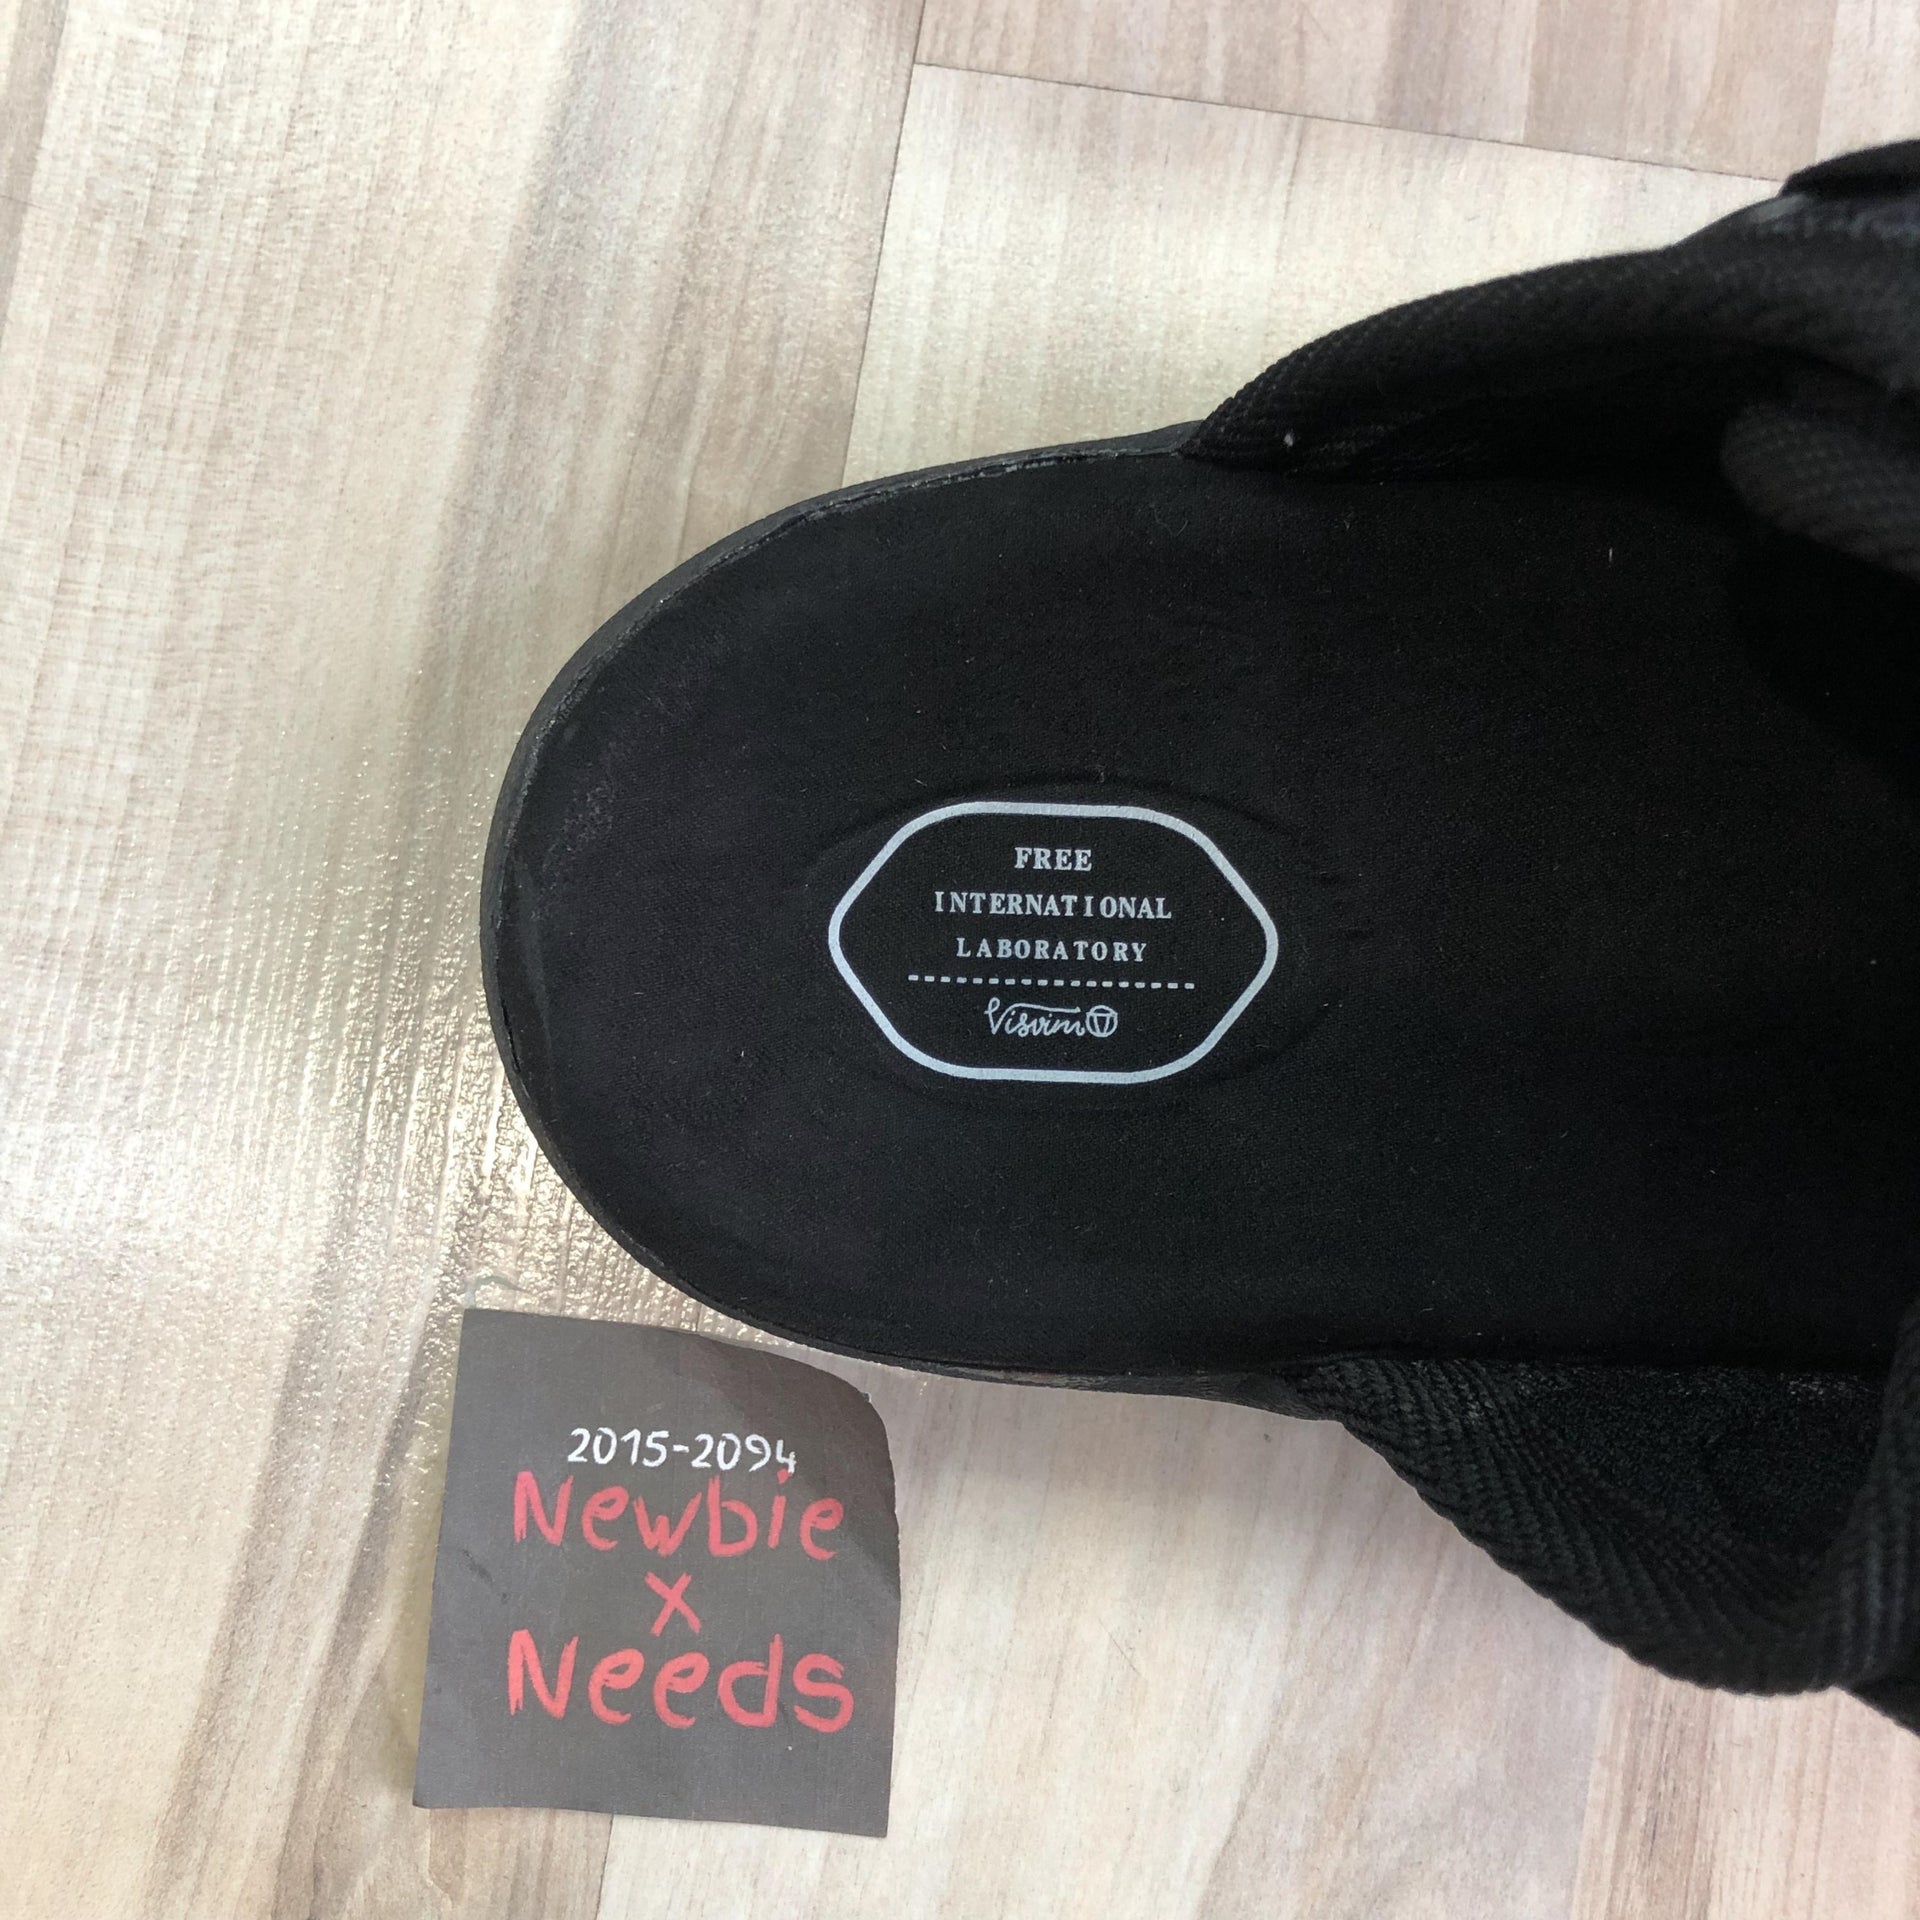 FREE
INTERNATIONAL
LABORATORY
Visvim
2015-2094
Newbie
x
Needs